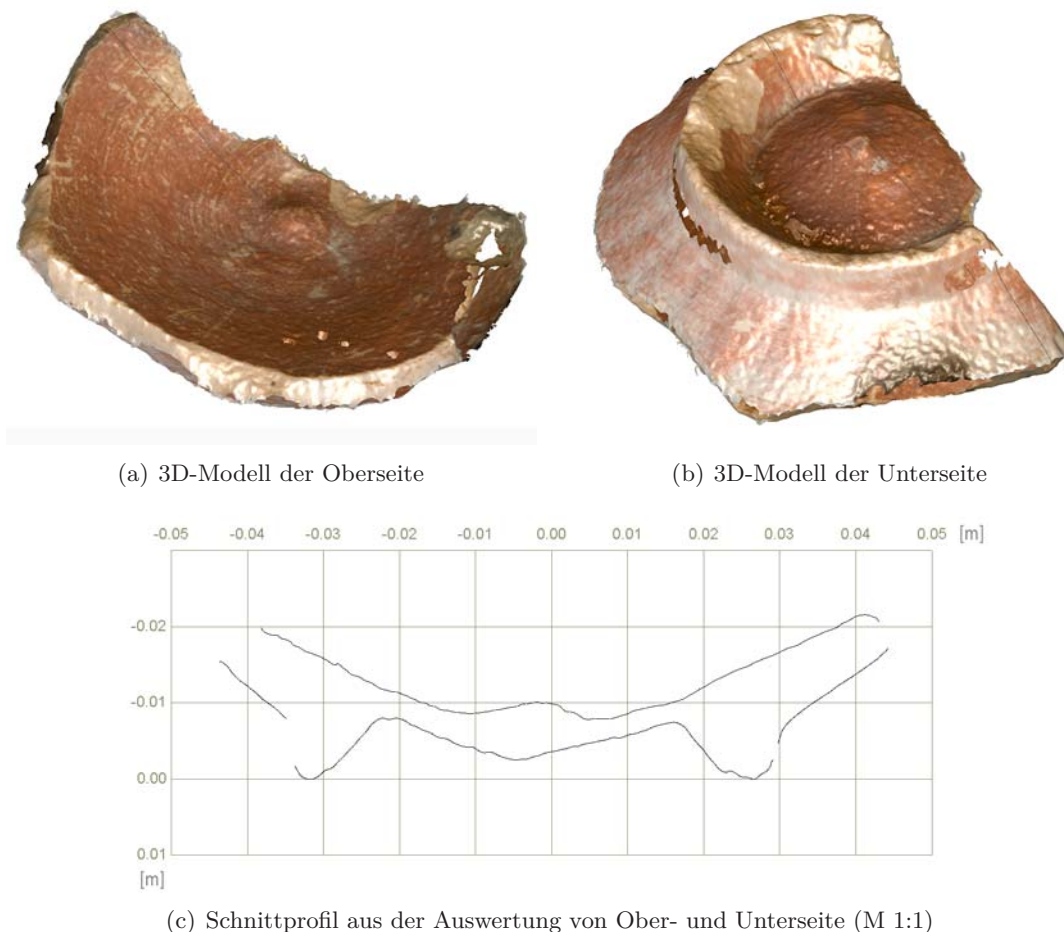 (a) 3D-Modell der Oberseite
(b) 3D-Modell der Unterseite
-0.05 -0.04 -0.03 -0.02 -0.01 0.00 0.01 0.02 0.03 0.04 0.05 [m]
-0.02
-0.01
0.00
0.01
[m]
(c) Schnittprofil aus der Auswertung von Ober- und Unterseite (M 1:1)